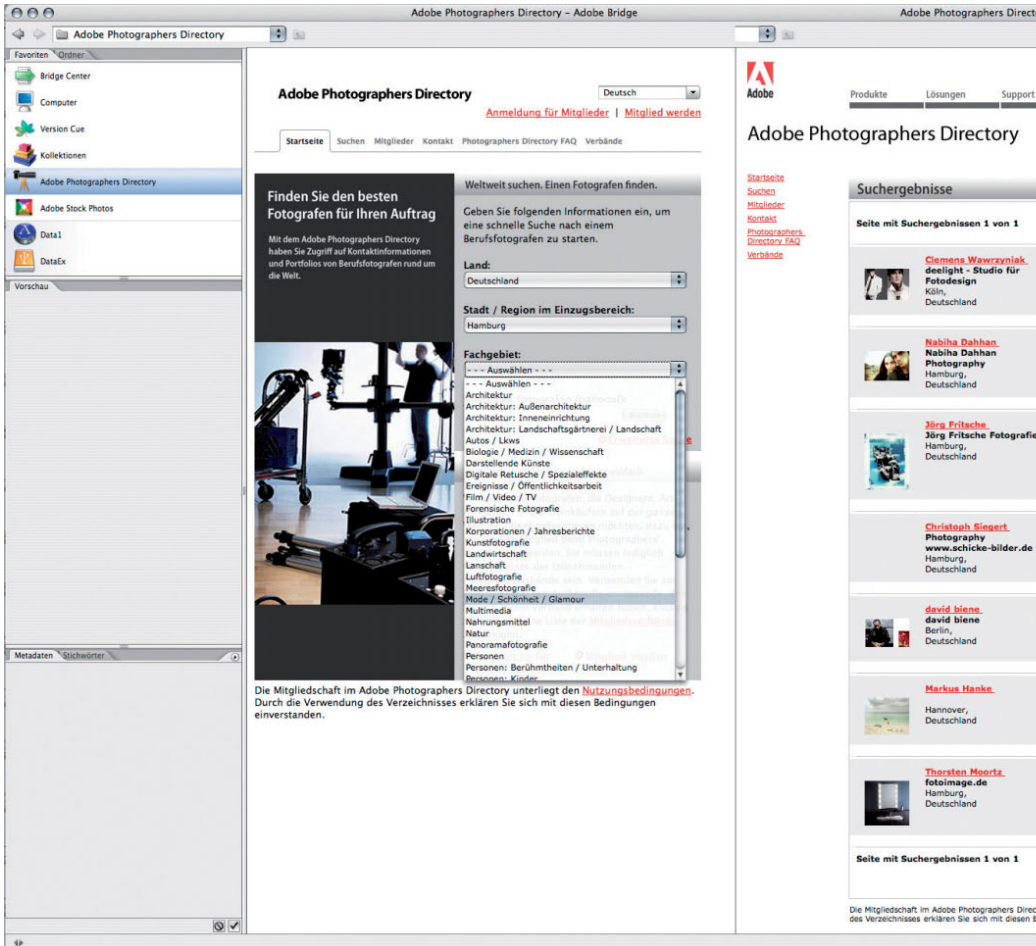 Adobe Photographers Directory – Adobe Bridge
Adobe Photographers Directory
Favoriten Ordner
Bridge Center
Computer
Version Cue
Kollektionen
Adobe Photographers Directory
Adobe Stock Photos
Data1
DataEx
Vorschau
Metadaten Stichwörter
Adobe Photographers Directory
Deutsch
Anmeldung für Mitglieder | Mitglied werden
Startseite Suchen Mitglieder Kontakt Photographers Directory FAQ Verbände
Finden Sie den besten
Fotografen für Ihren Auftrag
Mit dem Adobe Photographers Directory
haben Sie Zugriff auf Kontaktinformationen
und Portfolios von Berufsfotografen rund um
die Welt.
Weltweit suchen. Einen Fotografen finden.
Geben Sie folgenden Informationen ein, um
eine schnelle Suche nach einem
Berufsfotografen zu starten.
Land:
Deutschland
Stadt / Region im Einzugsbereich:
Hamburg
Fachgebiet:
- - - Auswählen - - -
- - - Auswählen - - -
Architektur
Architektur: Außenarchitektur
Architektur: Inneneinrichtung
Architektur: Landschaftsgärtnerei / Landschaft
Autos / Lkws
Biologie / Medizin / Wissenschaft
Darstellende Künste
Digitale Retusche / Spezialeffekte
Ereignisse / Öffentlichkeitsarbeit
Film / Video / TV
Forensische Fotografie
Illustration
Korporationen / Jahresberichte
Kunstfotografie
Landwirtschaft
Lanschaft
Luftfotografie
Meeresfotografie
Mode / Schönheit / Glamour
Multimedia
Nahrungsmittel
Natur
Panoramafotografie
Personen
Personen: Berühmtheiten / Unterhaltung
Personen: Kinder
Die Mitgliedschaft im Adobe Photographers Directory unterliegt den Nutzungsbedingungen.
Durch die Verwendung des Verzeichnisses erklären Sie sich mit diesen Bedingungen
einverstanden.
Adobe Photographers Direct
Adobe
Produkte Lösungen Support
Adobe Photographers Directory
Startseite
Suchen
Mitglieder
Kontakt
Photographers
Directory FAQ
Verbände
Suchergebnisse
Seite mit Suchergebnissen 1 von 1
Clemens Wawrzyniak
deelight - Studio für
Fotodesign
Köln,
Deutschland
Nabiha Dahhan
Nabiha Dahhan
Photography
Hamburg,
Deutschland
Jörg Fritsche
Jörg Fritsche Fotografie
Hamburg,
Deutschland
Christoph Siegert
Photography
www.schicke-bilder.de
Hamburg,
Deutschland
david biene
david biene
Berlin,
Deutschland
Markus Hanke
Hannover,
Deutschland
Thorsten Moortz
fotoimage.de
Hamburg,
Deutschland
Seite mit Suchergebnissen 1 von 1
Die Mitgliedschaft im Adobe Photographers Direc
des Verzeichnisses erklären Sie sich mit diesen B